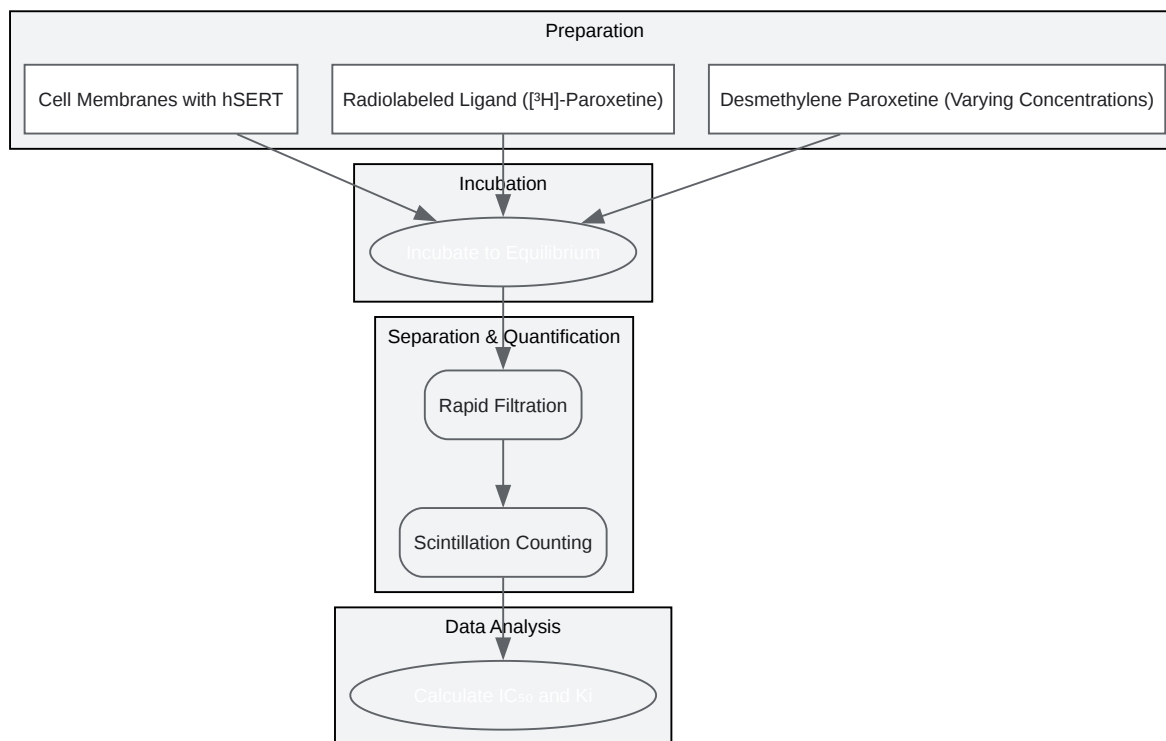 Preparation
Cell Membranes with hSERT
Radiolabeled Ligand ([³H]-Paroxetine)
Desmethylene Paroxetine (Varying Concentrations)
Incubation
Incubate to Equilibrium
Separation & Quantification
Rapid Filtration
Scintillation Counting
Data Analysis
Calculate IC₅₀ and Ki